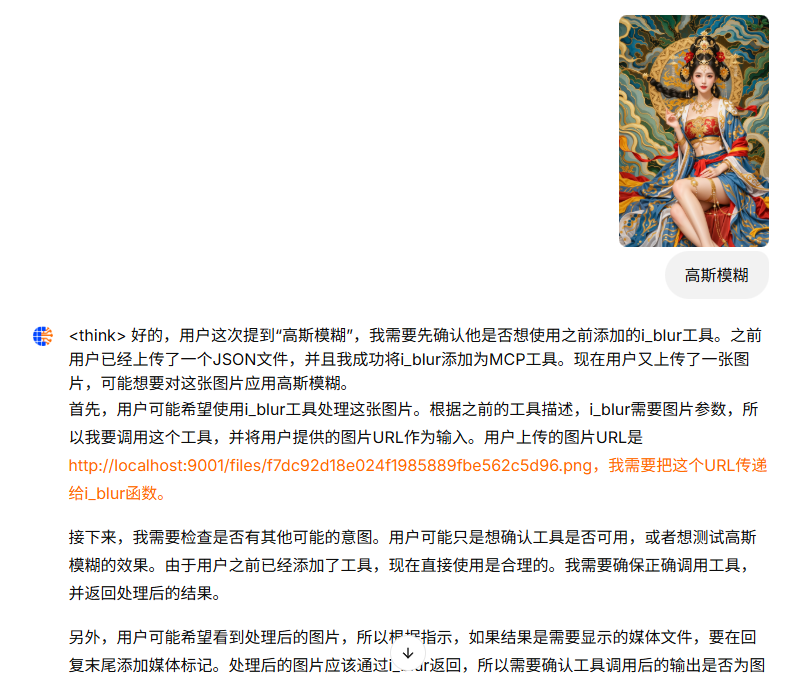 高斯模糊
<think> 好的，用户这次提到“高斯模糊”，我需要先确认他是否想使用之前添加的i_blur工具。之前
用户已经上传了一个JSON文件，并且我成功将i_blur添加为MCP工具。现在用户又上传了一张图
片，可能想要对这张图片应用高斯模糊。
首先，用户可能希望使用i_blur工具处理这张图片。根据之前的工具描述，i_blur需要图片参数，所
以我要调用这个工具，并将用户提供的图片URL作为输入。用户上传的图片URL是
http://localhost:9001/files/f7dc92d18e024f1985889fbe562c5d96.png，我需要把这个URL传递
给i_blur函数。
接下来，我需要检查是否有其他可能的意图。用户可能只是想确认工具是否可用，或者想测试高斯
模糊的效果。由于用户之前已经添加了工具，现在直接使用是合理的。我需要确保正确调用工具，
并返回处理后的结果。
另外，用户可能希望看到处理后的图片，所以根据指示，如果结果是需要显示的媒体文件，要在回
复末尾添加媒体标记。处理后的图片应该通过i_blur返回，所以需要确认工具调用后的输出是否为图